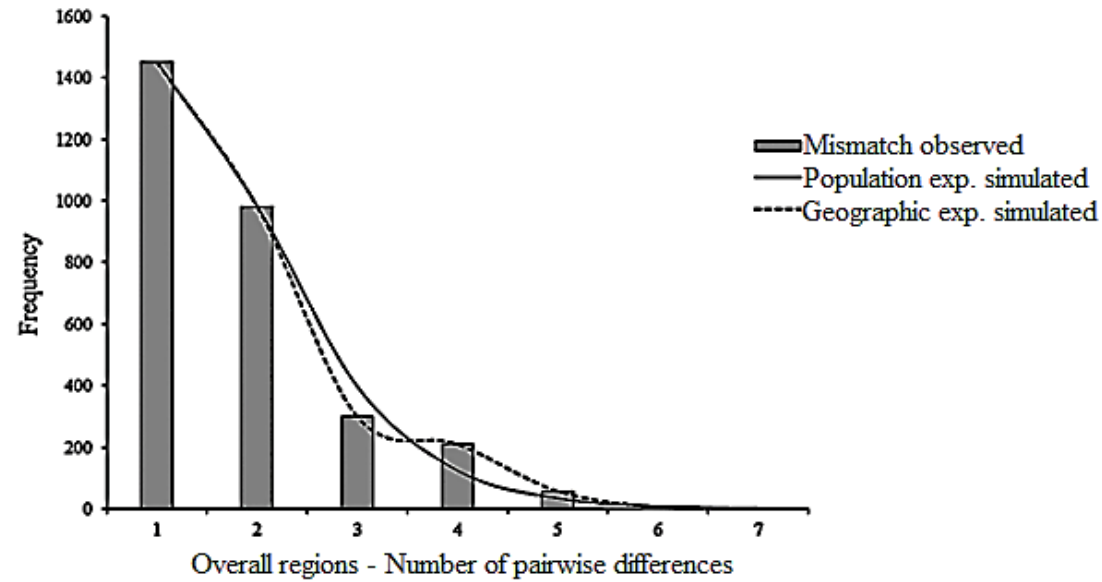 1600
1400
1200
1000
800
600
400
200
0
Frequency
1 2 3 4 5 6 7
Overall regions - Number of pairwise differences
Mismatch observed
Population exp. simulated
Geographic exp. simulated